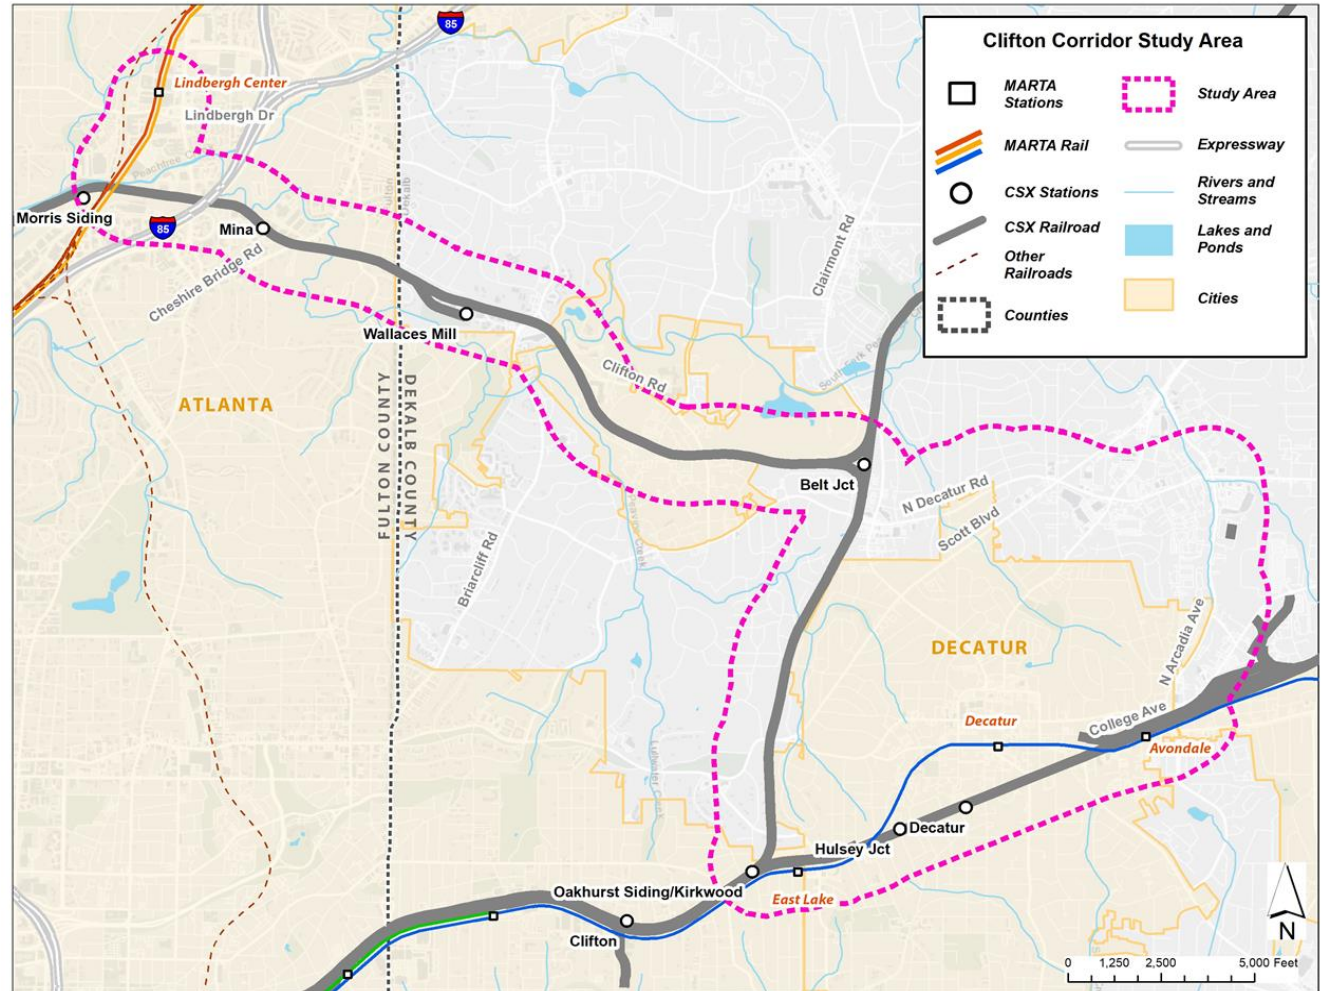 Clifton Corridor Study Area
MARTA
Stations
Study Area
MARTA Rail
Expressway
CSX Stations
Rivers and
Streams
CSX Railroad
Lakes and
Ponds
Other
Railroads
Cities
Counties
85
Lindbergh Center
Lindbergh Dr
Morris Siding
85
Mina
Cheshire Bridge Rd
Dekalb
Clairmont Rd
Wallaces Mill
Clifton Rd
ATLANTA
FULTON COUNTY
DEKALB COUNTY
Belt Jct
N Decatur Rd
Scott Blvd
Briarcliff Rd
N Arcadia Ave
DECATUR
Decatur
College Ave
Avondale
Decatur
Hulsey Jct
Oakhurst Siding/Kirkwood
East Lake
Clifton
N
0 1,250 2,500 5,000 Feet